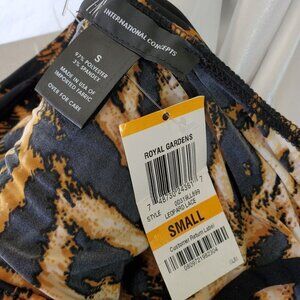 INTERNATIONAL CONCEPTS
S
97% POLYESTER
3% SPANDEX
MADE IN USA OF
IMPORTED FABRIC
OVER FOR CARE
ROYAL GARDENS
STYLE
LEOPARD LACE
SMALL
Customer Return Label